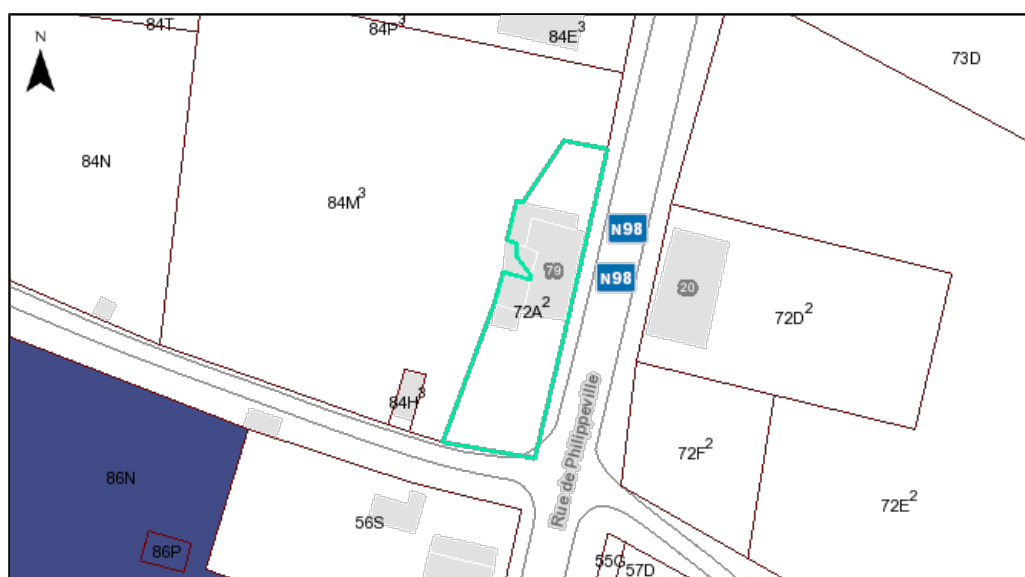 84T
84P³
84E³
73D
N
84N
84M³
N98
N98
79
20
72A²
72D²
84H³
Rue de Philippeville
72F²
86N
72E²
56S
86P
55G
57D